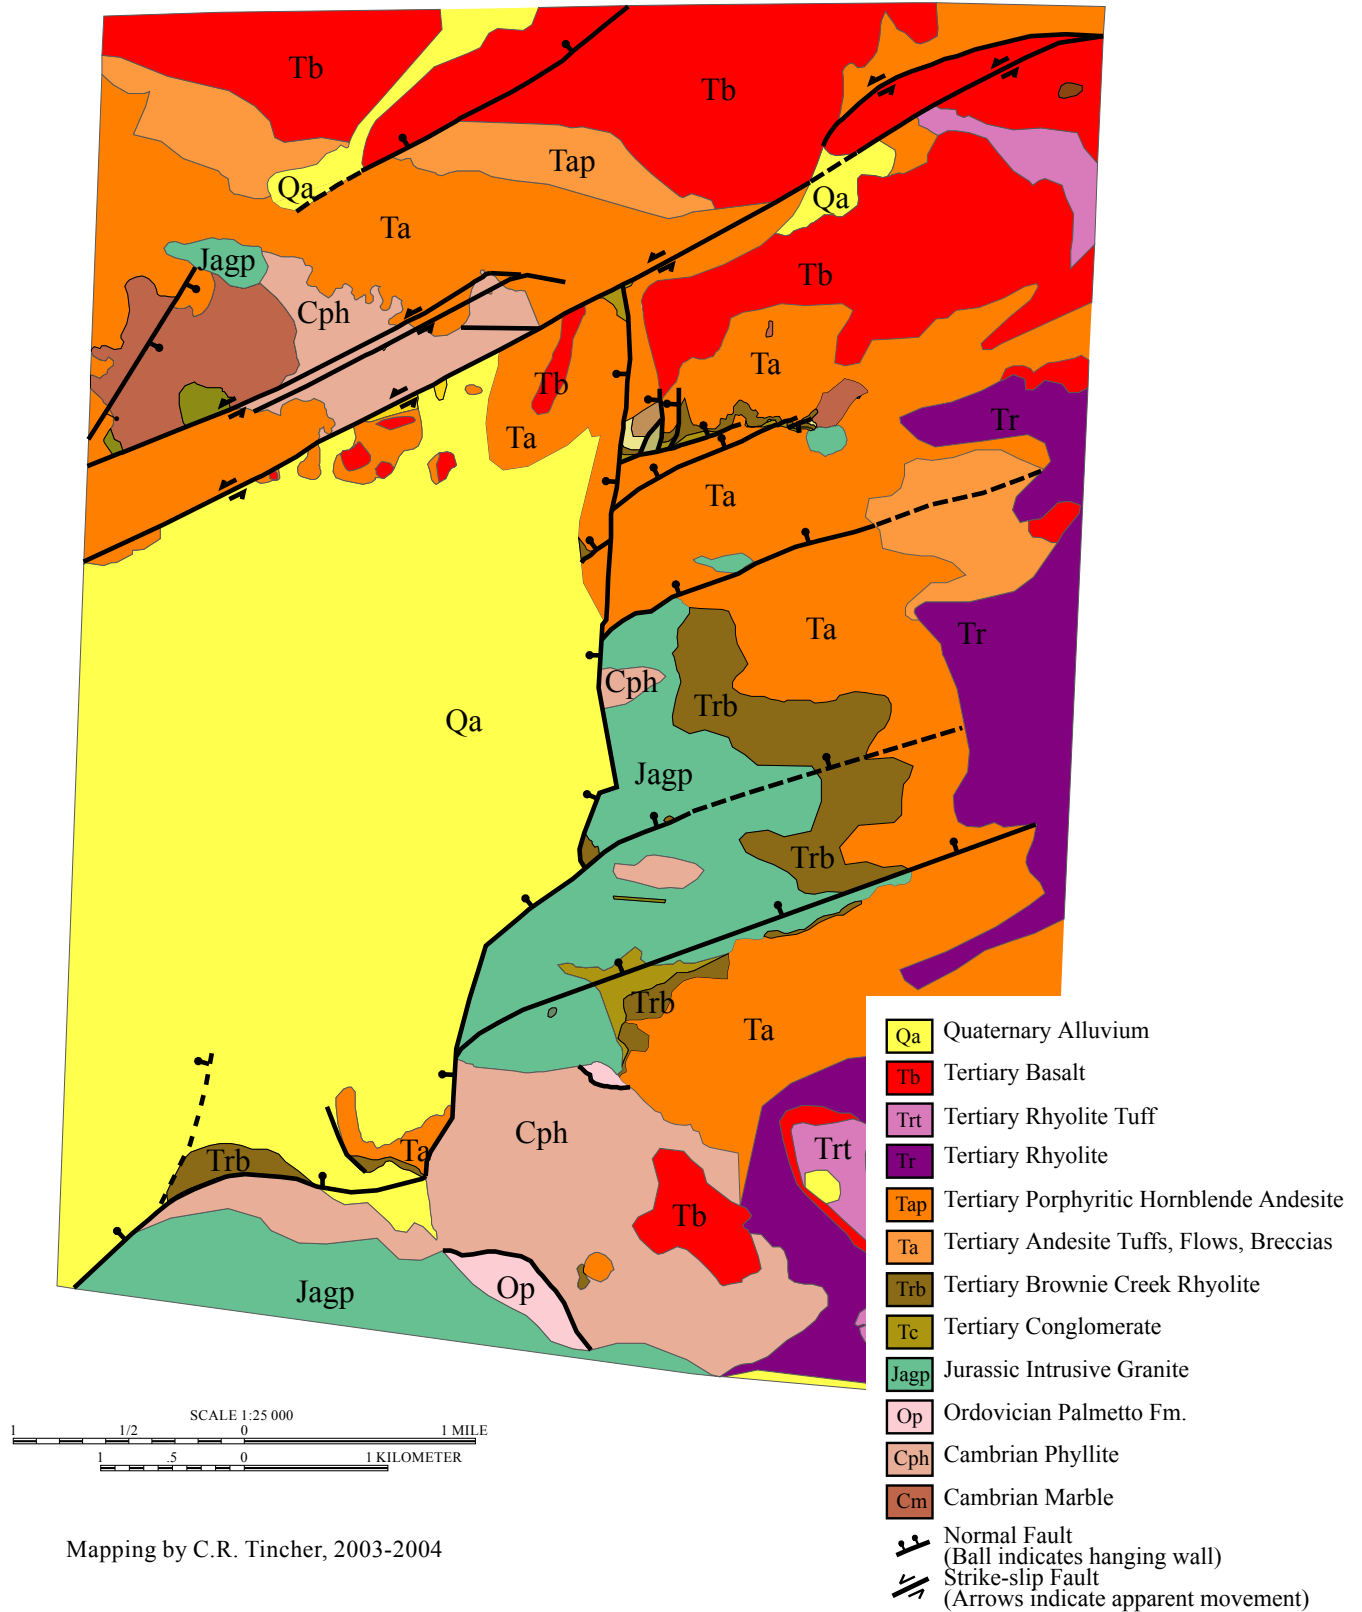 Tb
Tb
Tap
Qa
Qa
Ta
Jagp
Tb
Cph
Ta
Tb
Tr
Ta
Ta
Ta
Tr
Cph
Trb
Qa
Jagp
Trb
Trb
Ta
Cph
Ta
Trt
Trb
Tb
Op
Jagp
Qa Quaternary Alluvium
Tb Tertiary Basalt
Trt Tertiary Rhyolite Tuff
Tr Tertiary Rhyolite
Tap Tertiary Porphyritic Hornblende Andesite
Ta Tertiary Andesite Tuffs, Flows, Breccias
Trb Tertiary Brownie Creek Rhyolite
Tc Tertiary Conglomerate
Jagp Jurassic Intrusive Granite
Op Ordovician Palmetto Fm.
Cph Cambrian Phyllite
Cm Cambrian Marble
Normal Fault
(Ball indicates hanging wall)
Strike-slip Fault
(Arrows indicate apparent movement)
SCALE 1:25 000
1 1/2 0 1 MILE
1 .5 0 1 KILOMETER
Mapping by C.R. Tincher, 2003-2004